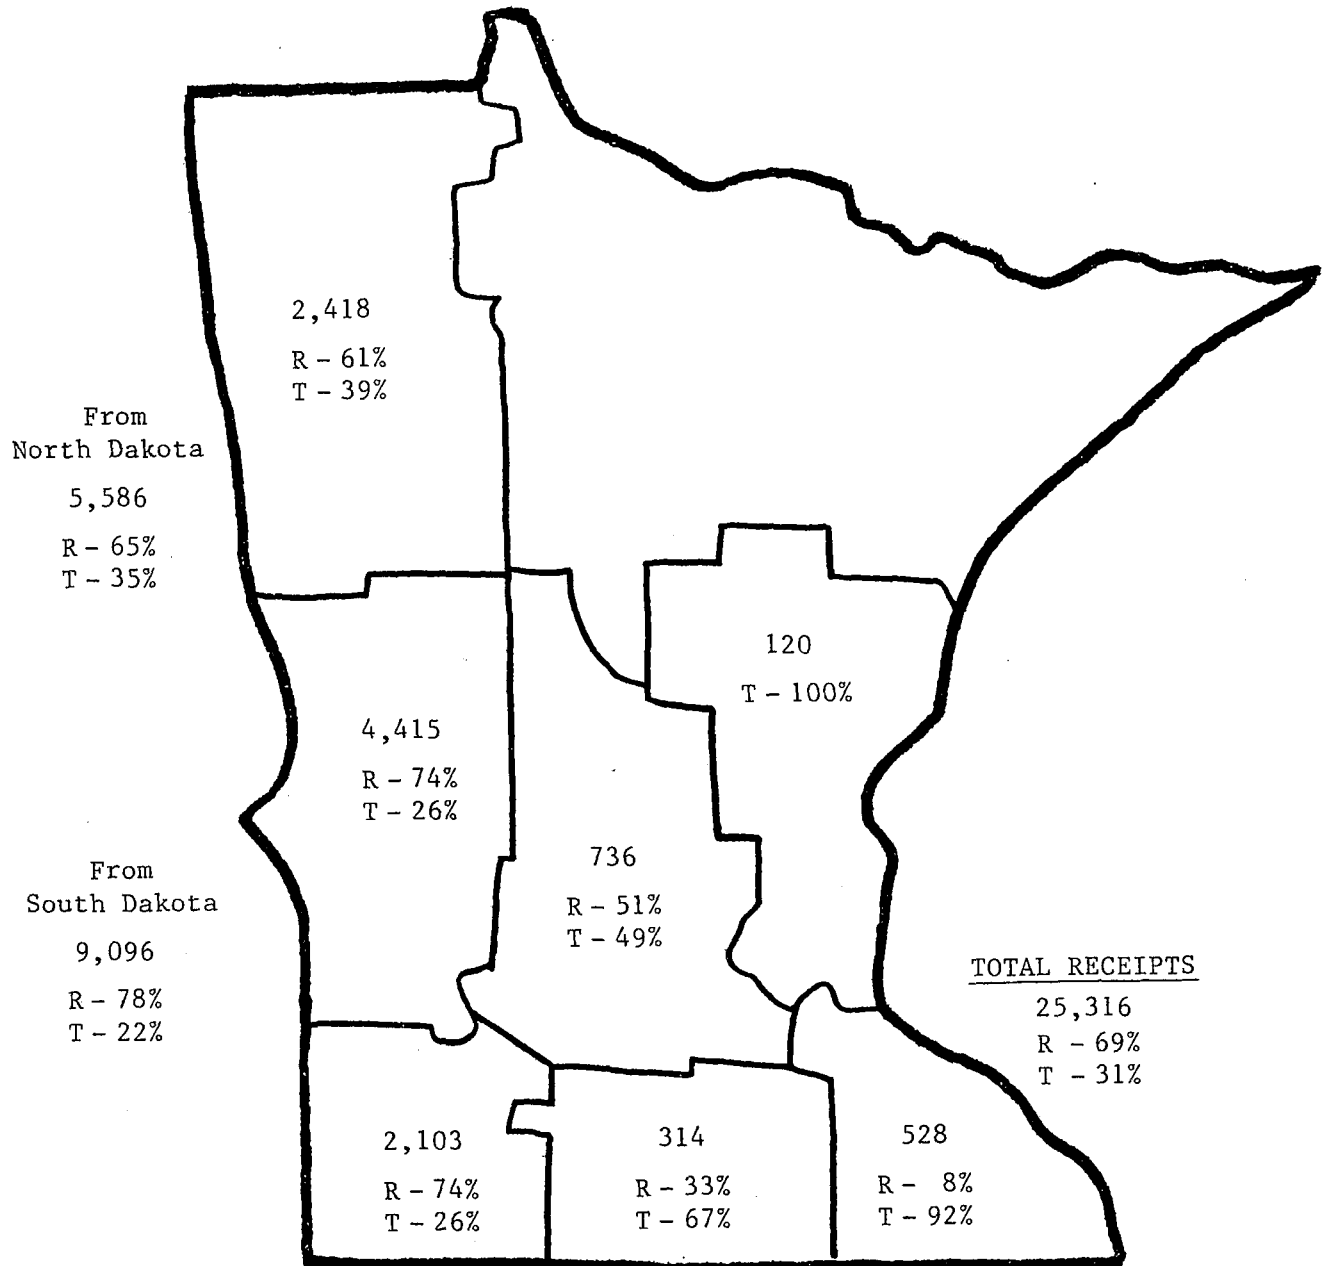 2,418
R - 61%
T - 39%
From
North Dakota
5,586
R - 65%
T - 35%
120
T - 100%
4,415
R - 74%
T - 26%
736
R - 51%
T - 49%
From
South Dakota
9,096
R - 78%
T - 22%
TOTAL RECEIPTS
25,316
R - 69%
T - 31%
2,103
R - 74%
T - 26%
314
R - 33%
T - 67%
528
R - 8%
T - 92%